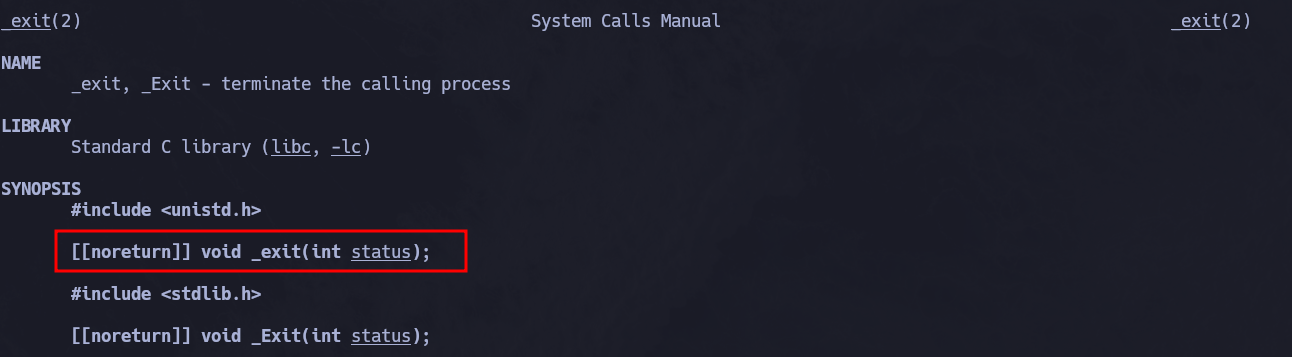 _exit(2) System Calls Manual _exit(2)
NAME
_exit, _Exit - terminate the calling process
LIBRARY
Standard C library (libc, -lc)
SYNOPSIS
#include <unistd.h>
[[noreturn]] void _exit(int status);
#include <stdlib.h>
[[noreturn]] void _Exit(int status);